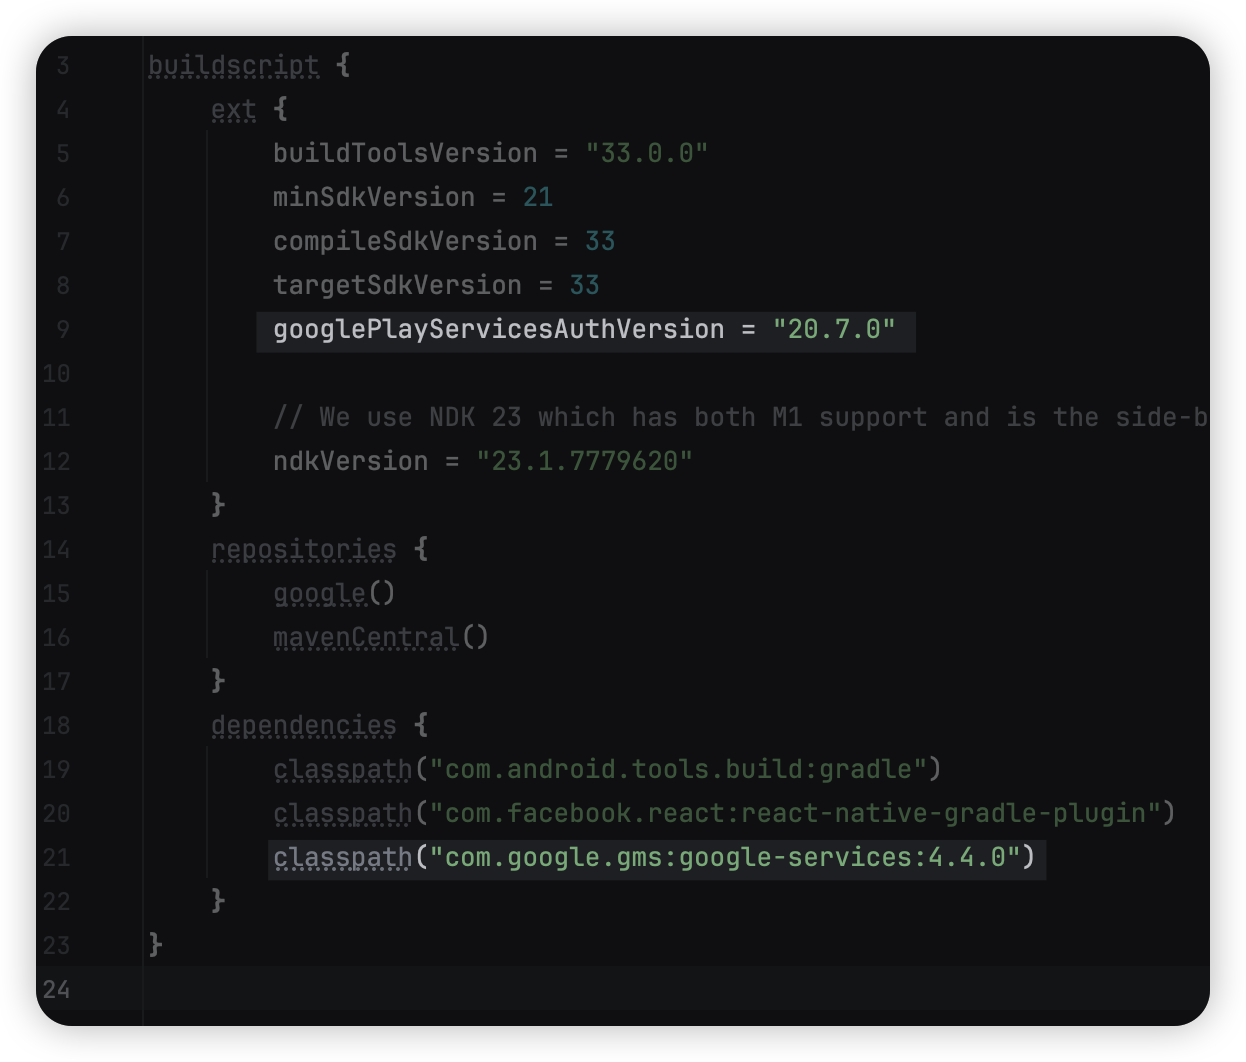 3 buildscript {
4 ext {
5 buildToolsVersion = "33.0.0"
6 minSdkVersion = 21
7 compileSdkVersion = 33
8 targetSdkVersion = 33
9 googlePlayServicesAuthVersion = "20.7.0"
10
11 // We use NDK 23 which has both M1 support and is the side-b
12 ndkVersion = "23.1.7779620"
13 }
14 repositories {
15 google()
16 mavenCentral()
17 }
18 dependencies {
19 classpath("com.android.tools.build:gradle")
20 classpath("com.facebook.react:react-native-gradle-plugin")
21 classpath("com.google.gms:google-services:4.4.0")
22 }
23 }
24